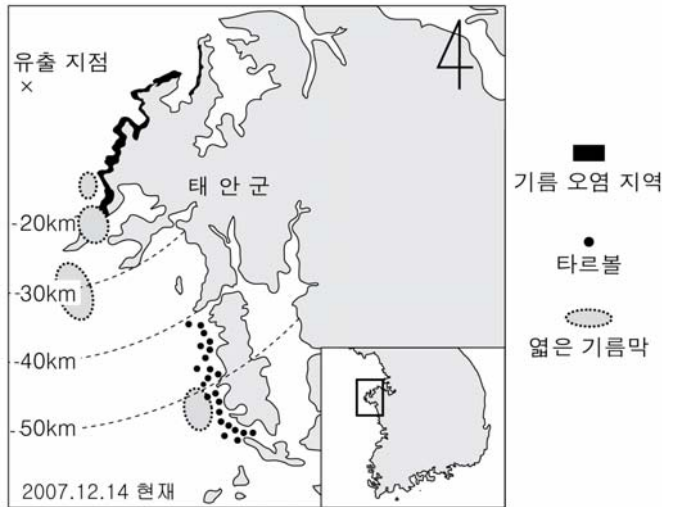 유출 지점
×
태 안 군
-20km
-30km
-40km
-50km
2007.12.14 현재
4
기름 오염 지역
타르볼
엷은 기름막